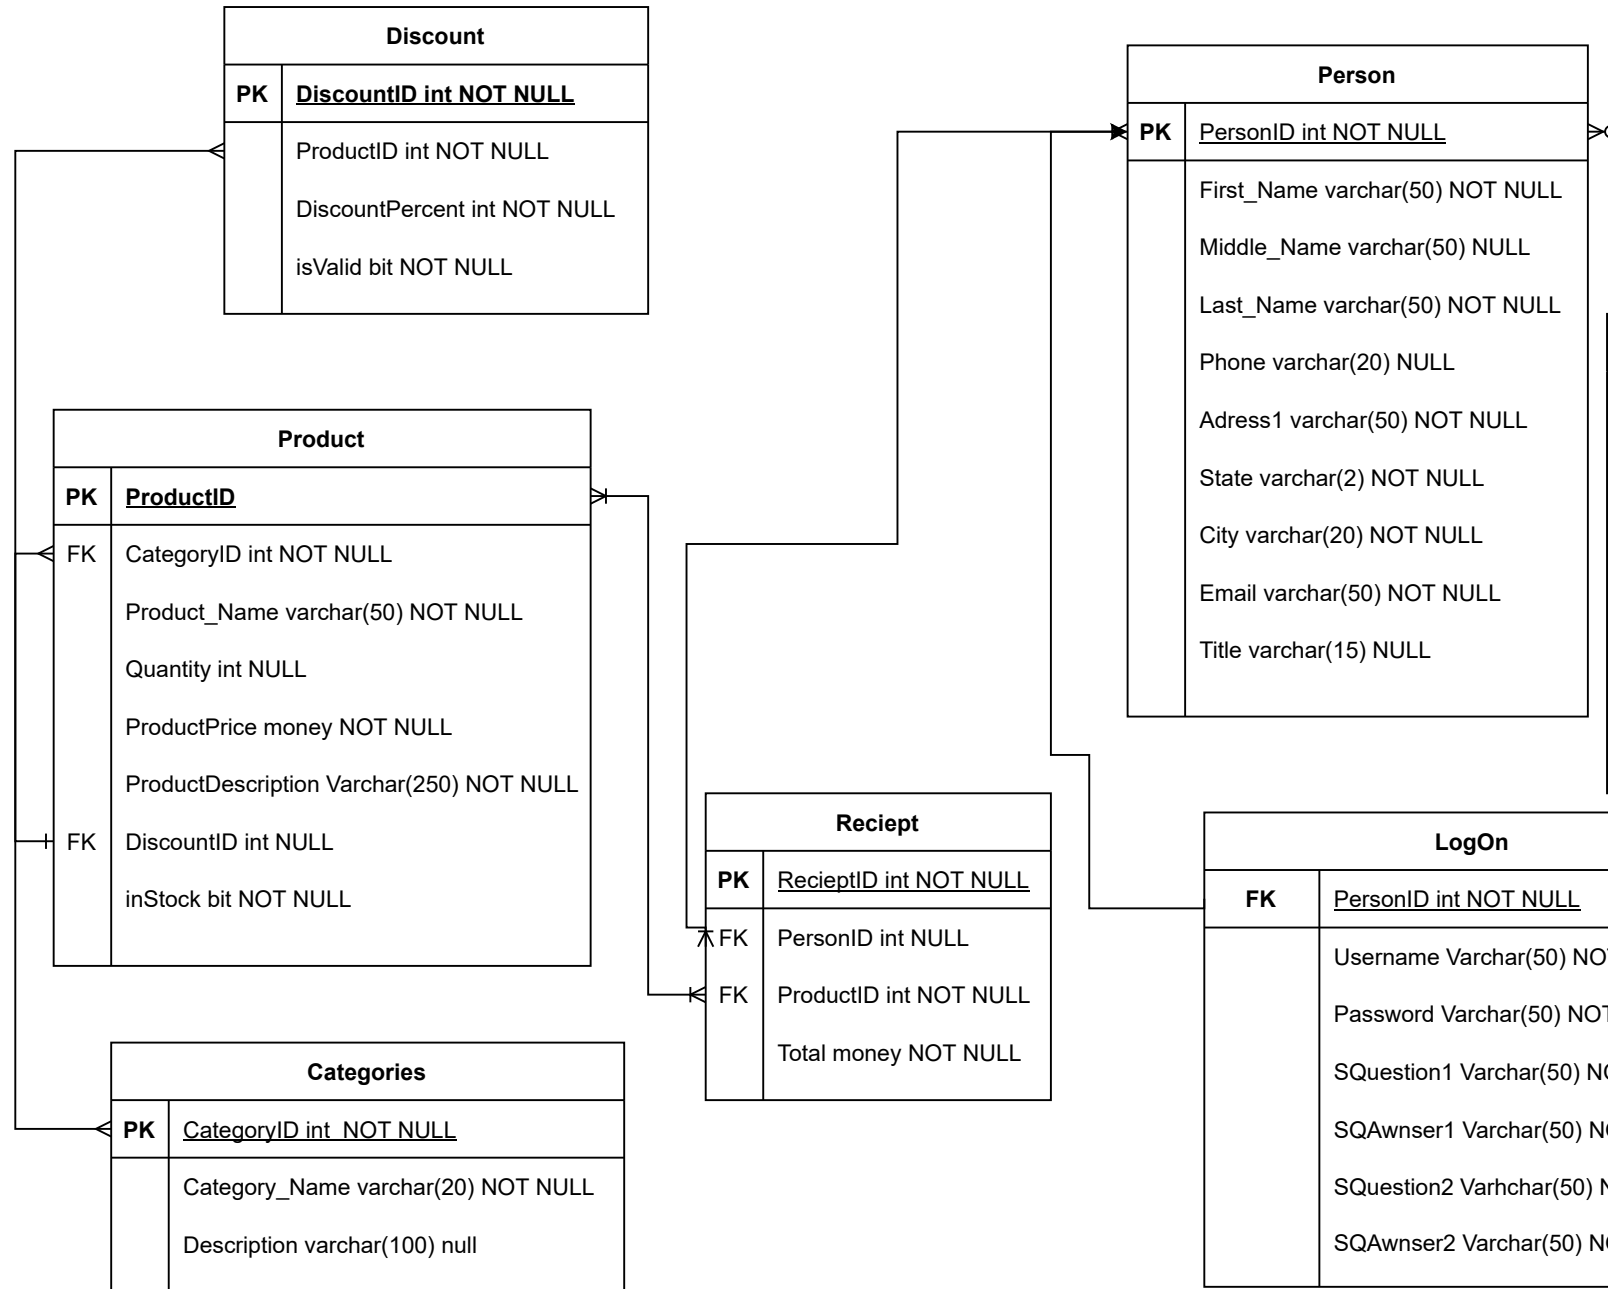 Discount
PK DiscountID int NOT NULL
ProductID int NOT NULL
DiscountPercent int NOT NULL
isValid bit NOT NULL
Product
PK ProductID
FK CategoryID int NOT NULL
Product_Name varchar(50) NOT NULL
Quantity int NULL
ProductPrice money NOT NULL
ProductDescription Varchar(250) NOT NULL
FK DiscountID int NULL
inStock bit NOT NULL
Categories
PK CategoryID int NOT NULL
Category_Name varchar(20) NOT NULL
Description varchar(100) null
Reciept
PK RecieptID int NOT NULL
FK PersonID int NULL
FK ProductID int NOT NULL
Total money NOT NULL
Person
PK PersonID int NOT NULL
First_Name varchar(50) NOT NULL
Middle_Name varchar(50) NULL
Last_Name varchar(50) NOT NULL
Phone varchar(20) NULL
Adress1 varchar(50) NOT NULL
State varchar(2) NOT NULL
City varchar(20) NOT NULL
Email varchar(50) NOT NULL
Title varchar(15) NULL
LogOn
FK PersonID int NOT NULL
Username Varchar(50)
Password Varchar(50)
SQuestion1 Varchar(50)
SQAwnser1 Varchar(50)
SQuestion2 Varhchar(50)
SQAwnser2 Varchar(50)